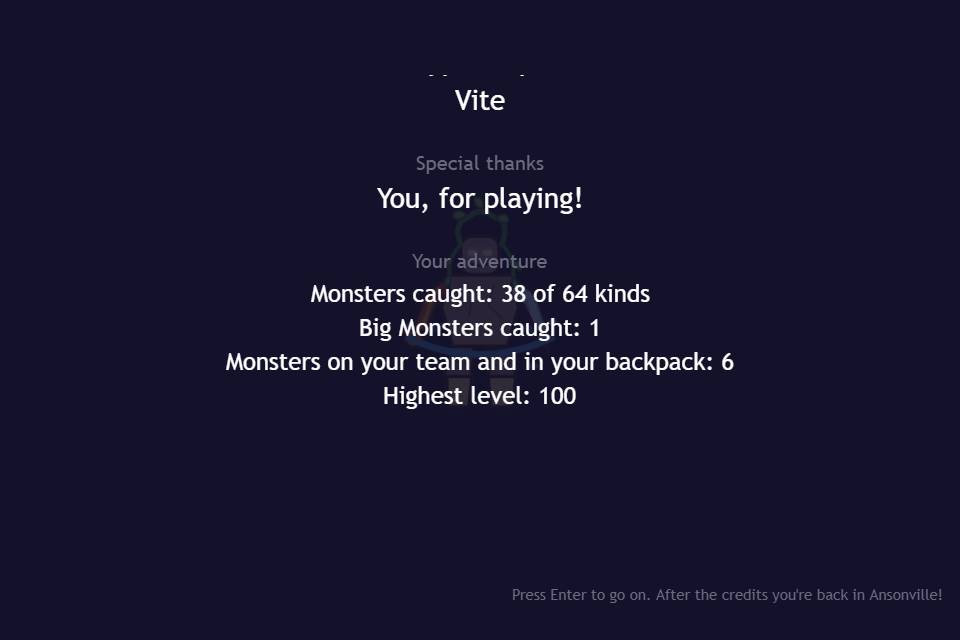 Vite
Special thanks
You, for playing!
Your adventure
Monsters caught: 38 of 64 kinds
Big Monsters caught: 1
Monsters on your team and in your backpack: 6
Highest level: 100
Press Enter to go on. After the credits you're back in Ansonville!